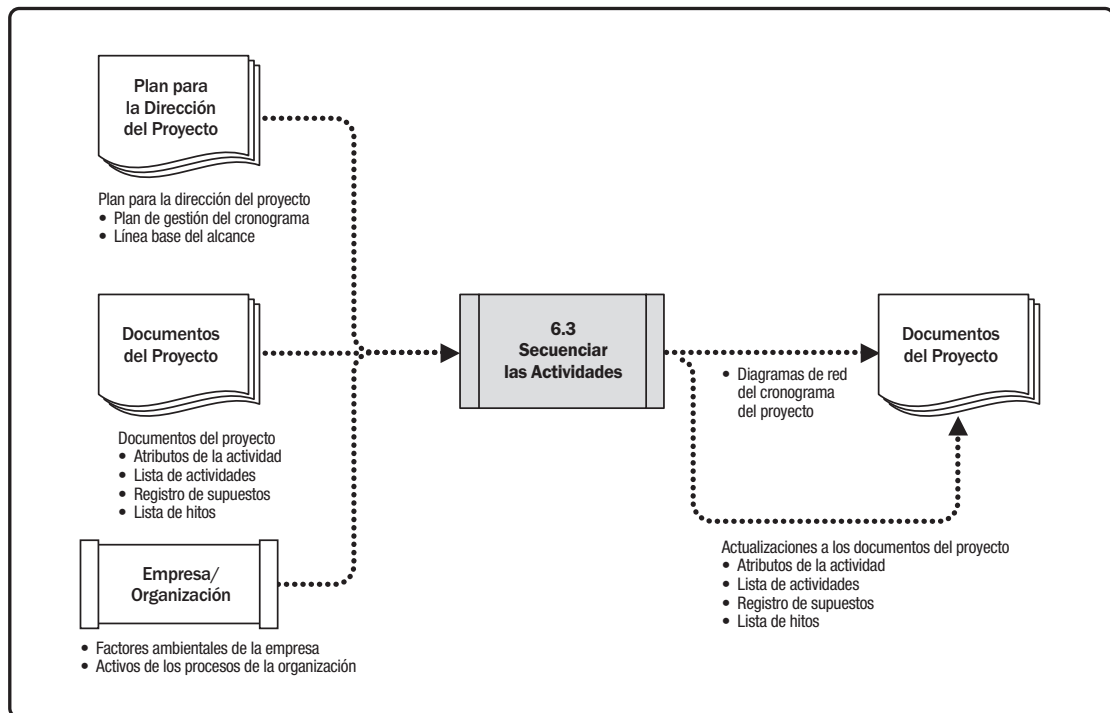 Plan para
la Dirección
del Proyecto
Plan para la dirección del proyecto
• Plan de gestión del cronograma
• Línea base del alcance
Documentos
del Proyecto
Documentos del proyecto
• Atributos de la actividad
• Lista de actividades
• Registro de supuestos
• Lista de hitos
Empresa/
Organización
• Factores ambientales de la empresa
• Activos de los procesos de la organización
6.3
Secuenciar
las Actividades
• Diagramas de red
del cronograma
del proyecto
Documentos
del Proyecto
Actualizaciones a los documentos del proyecto
• Atributos de la actividad
• Lista de actividades
• Registro de supuestos
• Lista de hitos